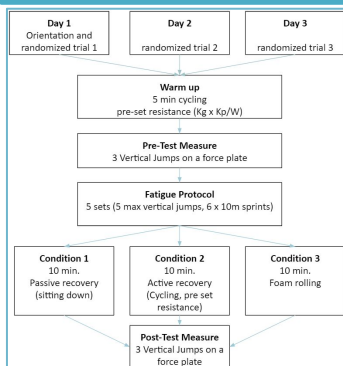 Day 1
Orientation and
randomized trial 1
Day 2
randomized trial 2
Day 3
randomized trial 3
Warm up
5 min cycling
pre-set resistance (Kg x Kp/W)
Pre-Test Measure
3 Vertical Jumps on a force plate
Fatigue Protocol
5 sets (5 max vertical jumps, 6 x 10m sprints)
Condition 1
10 min.
Passive recovery
(sitting down)
Condition 2
10 min.
Active recovery
(Cycling, pre set
resistance)
Condition 3
10 min.
Foam rolling
Post-Test Measure
3 Vertical Jumps on a
force plate